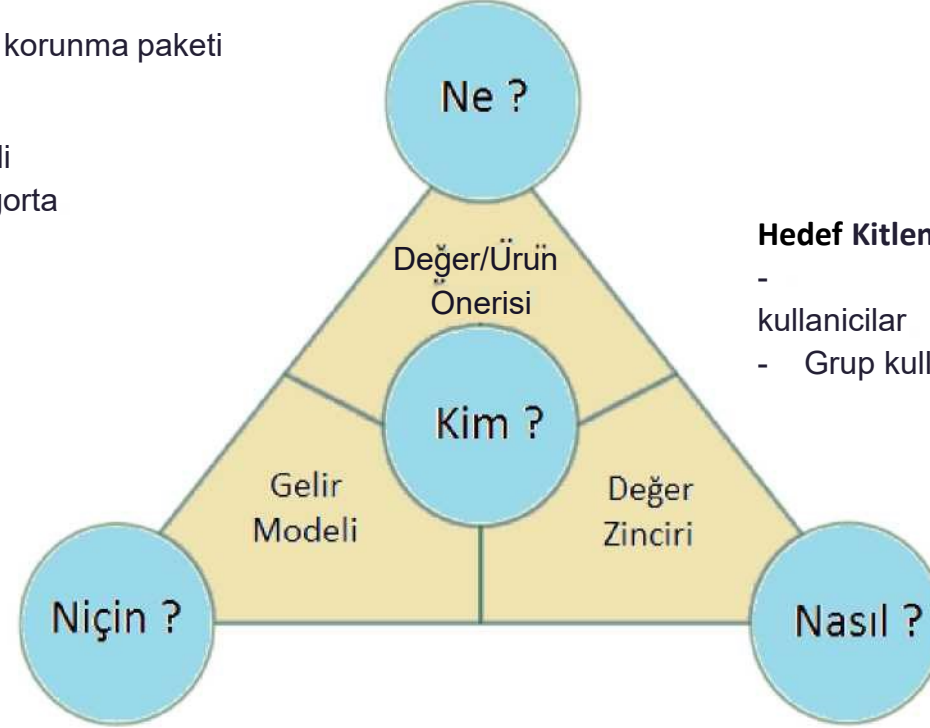 korunma paketi
Ne ?
li
gorta
Değer/Ürün
Önerisi
Hedef Kitlen
-
kullanicilar
- Grup kull
Kim ?
Gelir
Modeli
Değer
Zinciri
Niçin ?
Nasıl ?